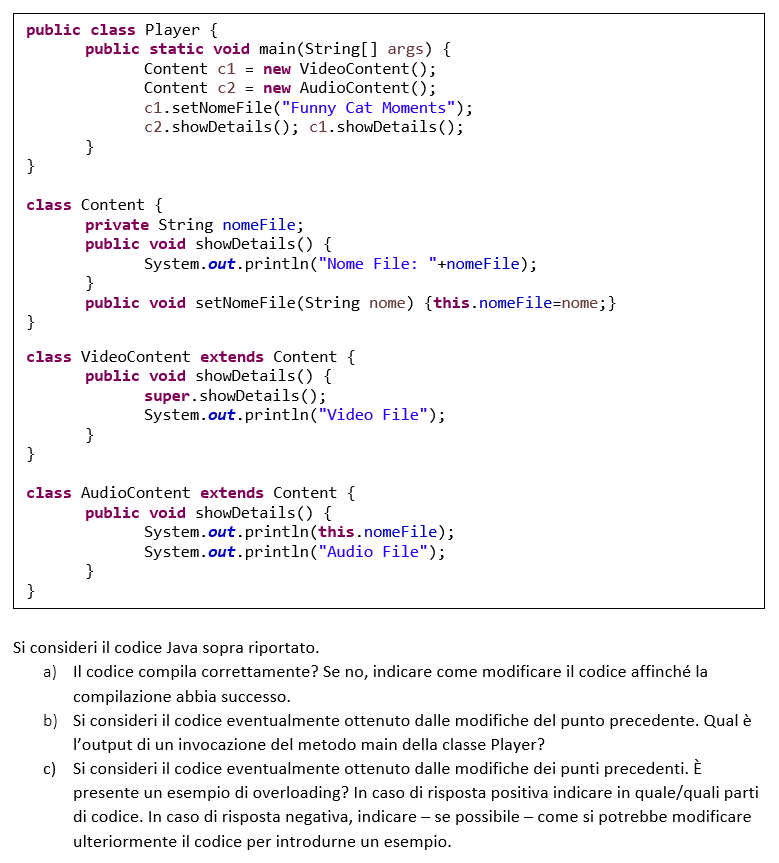 public class Player {
public static void main(String[] args) {
Content c1 = new VideoContent();
Content c2 = new AudioContent();
c1.setNomeFile("Funny Cat Moments");
c2.showDetails(); c1.showDetails();
}
}
class Content {
private String nomeFile;
public void showDetails() {
System.out.println("Nome File: "+nomeFile);
}
public void setNomeFile(String nome) {this.nomeFile=nome;}
}
class VideoContent extends Content {
public void showDetails() {
super.showDetails();
System.out.println("Video File");
}
}
class AudioContent extends Content {
public void showDetails() {
System.out.println(this.nomeFile);
System.out.println("Audio File");
}
}
Si consideri il codice Java sopra riportato.
a) Il codice compila correttamente? Se no, indicare come modificare il codice affinché la
compilazione abbia successo.
b) Si consideri il codice eventualmente ottenuto dalle modifiche del punto precedente. Qual è
l'output di un invocazione del metodo main della classe Player?
c) Si consideri il codice eventualmente ottenuto dalle modifiche dei punti precedenti. È
presente un esempio di overloading? In caso di risposta positiva indicare in quale/quali parti
di codice. In caso di risposta negativa, indicare – se possibile – come si potrebbe modificare
ulteriormente il codice per introdurne un esempio.